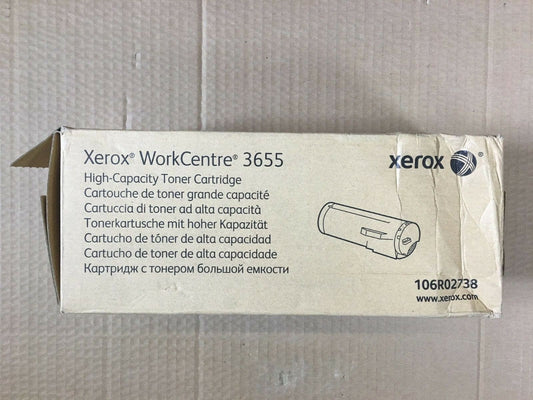 Xerox® WorkCentre® 3655
High-Capacity Toner Cartridge
Cartouche de toner grande capacité
Cartuccia di toner ad alta capacità
Tonerkartusche mit hoher Kapazität
Cartucho de tóner de alta capacidad
Cartucho de toner de alta capacidade
Картридж с тонером большой емкости
xerox
106R02738
www.xerox.com